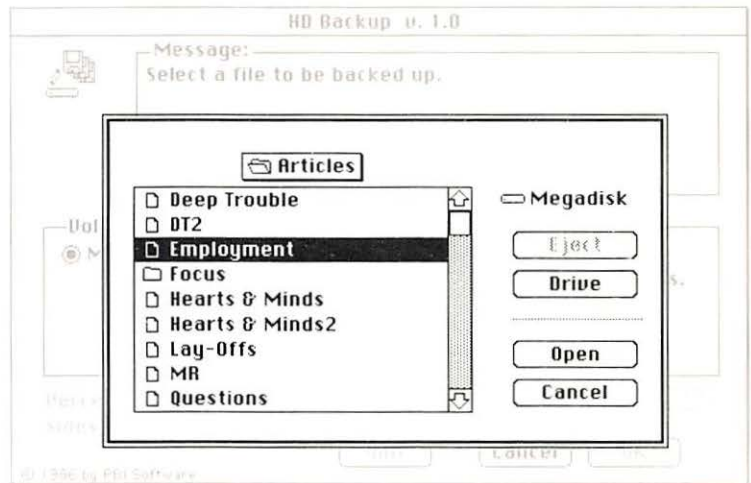 HD Backup v. 1.0
Message:
Select a file to be backed up.
Articles
Deep Trouble
DT2
Employment
Focus
Hearts & Minds
Hearts & Minds2
Lay-Offs
MR
Questions
Megadisk
Eject
Drive
Open
Cancel
Vol
M
s.
Cancel
OK
© 1986 by PBI Software